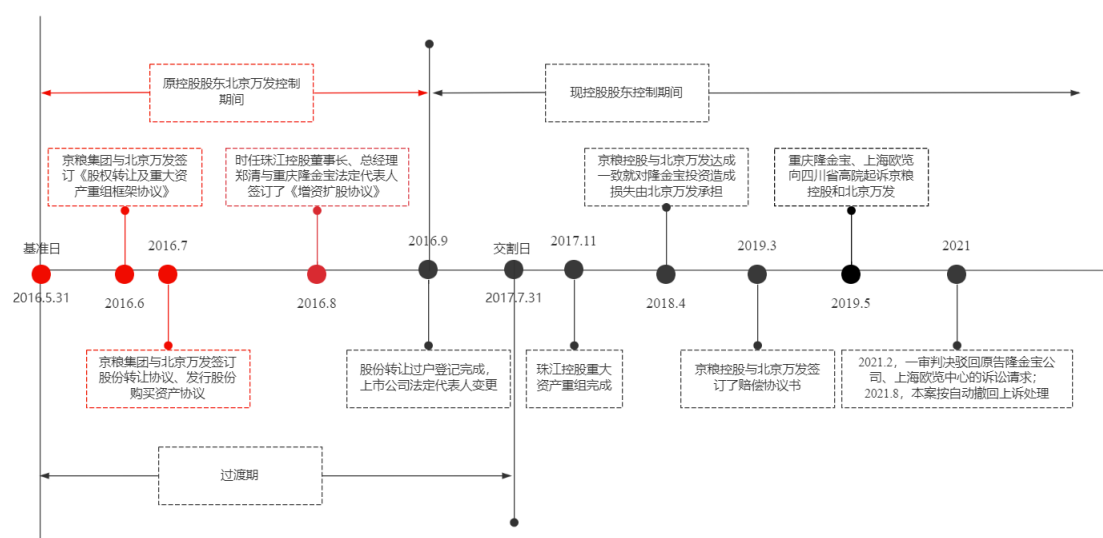 原控股股东北京万发控制
期间
现控股股东控制期间
京粮集团与北京万发签
订《股权转让及重大资
产重组框架协议》
时任珠江控股董事长、总经理
郑清与重庆隆金宝法定代表人
签订了《增资扩股协议》
京粮控股与北京万发达成
一致就对隆金宝投资造成
损失由北京万发承担
重庆隆金宝、上海欧览
向四川省高院起诉京粮
控股和北京万发
基准日
2016.7
2016.9
交割日
2017.11
2019.3
2021
2016.5.31
2016.6
2016.8
2017.7.31
2018.4
2019.5
京粮集团与北京万发签订
股份转让协议、发行股份
购买资产协议
股份转让过户登记完成，
上市公司法定代表人变更
珠江控股重大
资产重组完成
京粮控股与北京万发签
订了赔偿协议书
2021.2，一审判决驳回原告隆金宝公
司、上海欧览中心的诉讼请求；
2021.8，本案按自动撤回上诉处理
过渡期